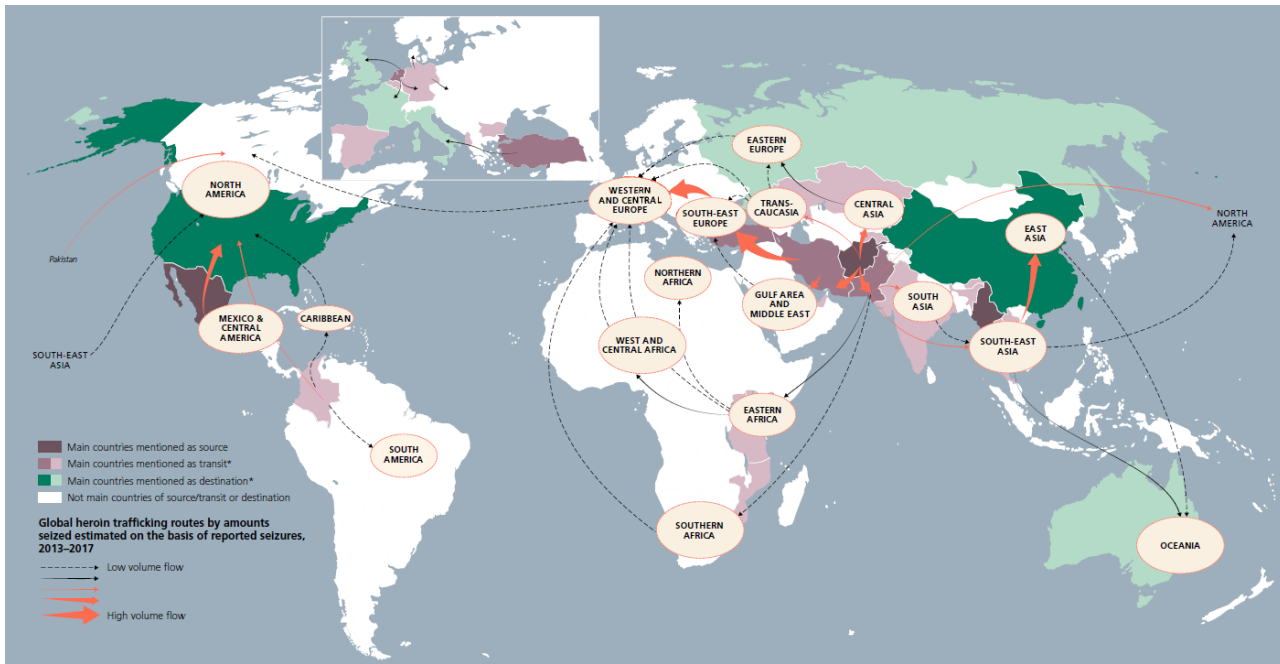 EASTERN
EUROPE
NORTH
AMERICA
WESTERN
AND CENTRAL
EUROPE
SOUTH-EAST
EUROPE
TRANS-
CAUCASIA
CENTRAL
ASIA
NORTH
AMERICA
EAST
ASIA
Pakistan
NORTHERN
AFRICA
GULF AREA
AND
MIDDLE EAST
SOUTH
ASIA
MEXICO &
CENTRAL
AMERICA
CARIBBEAN
WEST AND
CENTRAL AFRICA
SOUTH-EAST
ASIA
SOUTH-EAST
ASIA
EASTERN
AFRICA
SOUTH
AMERICA
SOUTHERN
AFRICA
OCEANIA
Main countries mentioned as source
Main countries mentioned as transit*
Main countries mentioned as destination*
Not main countries of source/transit or destination
Global heroin trafficking routes by amounts
seized estimated on the basis of reported seizures,
2013–2017
Low volume flow
High volume flow